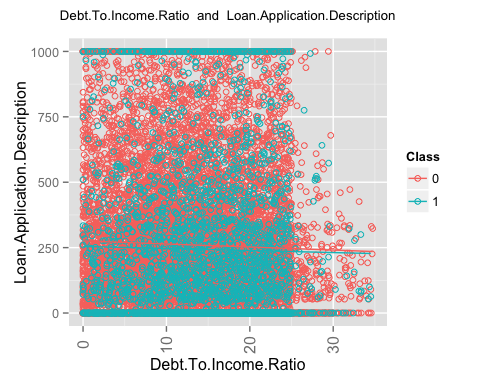 Debt.To.Income.Ratio and Loan.Application.Description
Loan.Application.Description
1000
750
500
250
0
0
10
20
30
Debt.To.Income.Ratio
Class
0
1